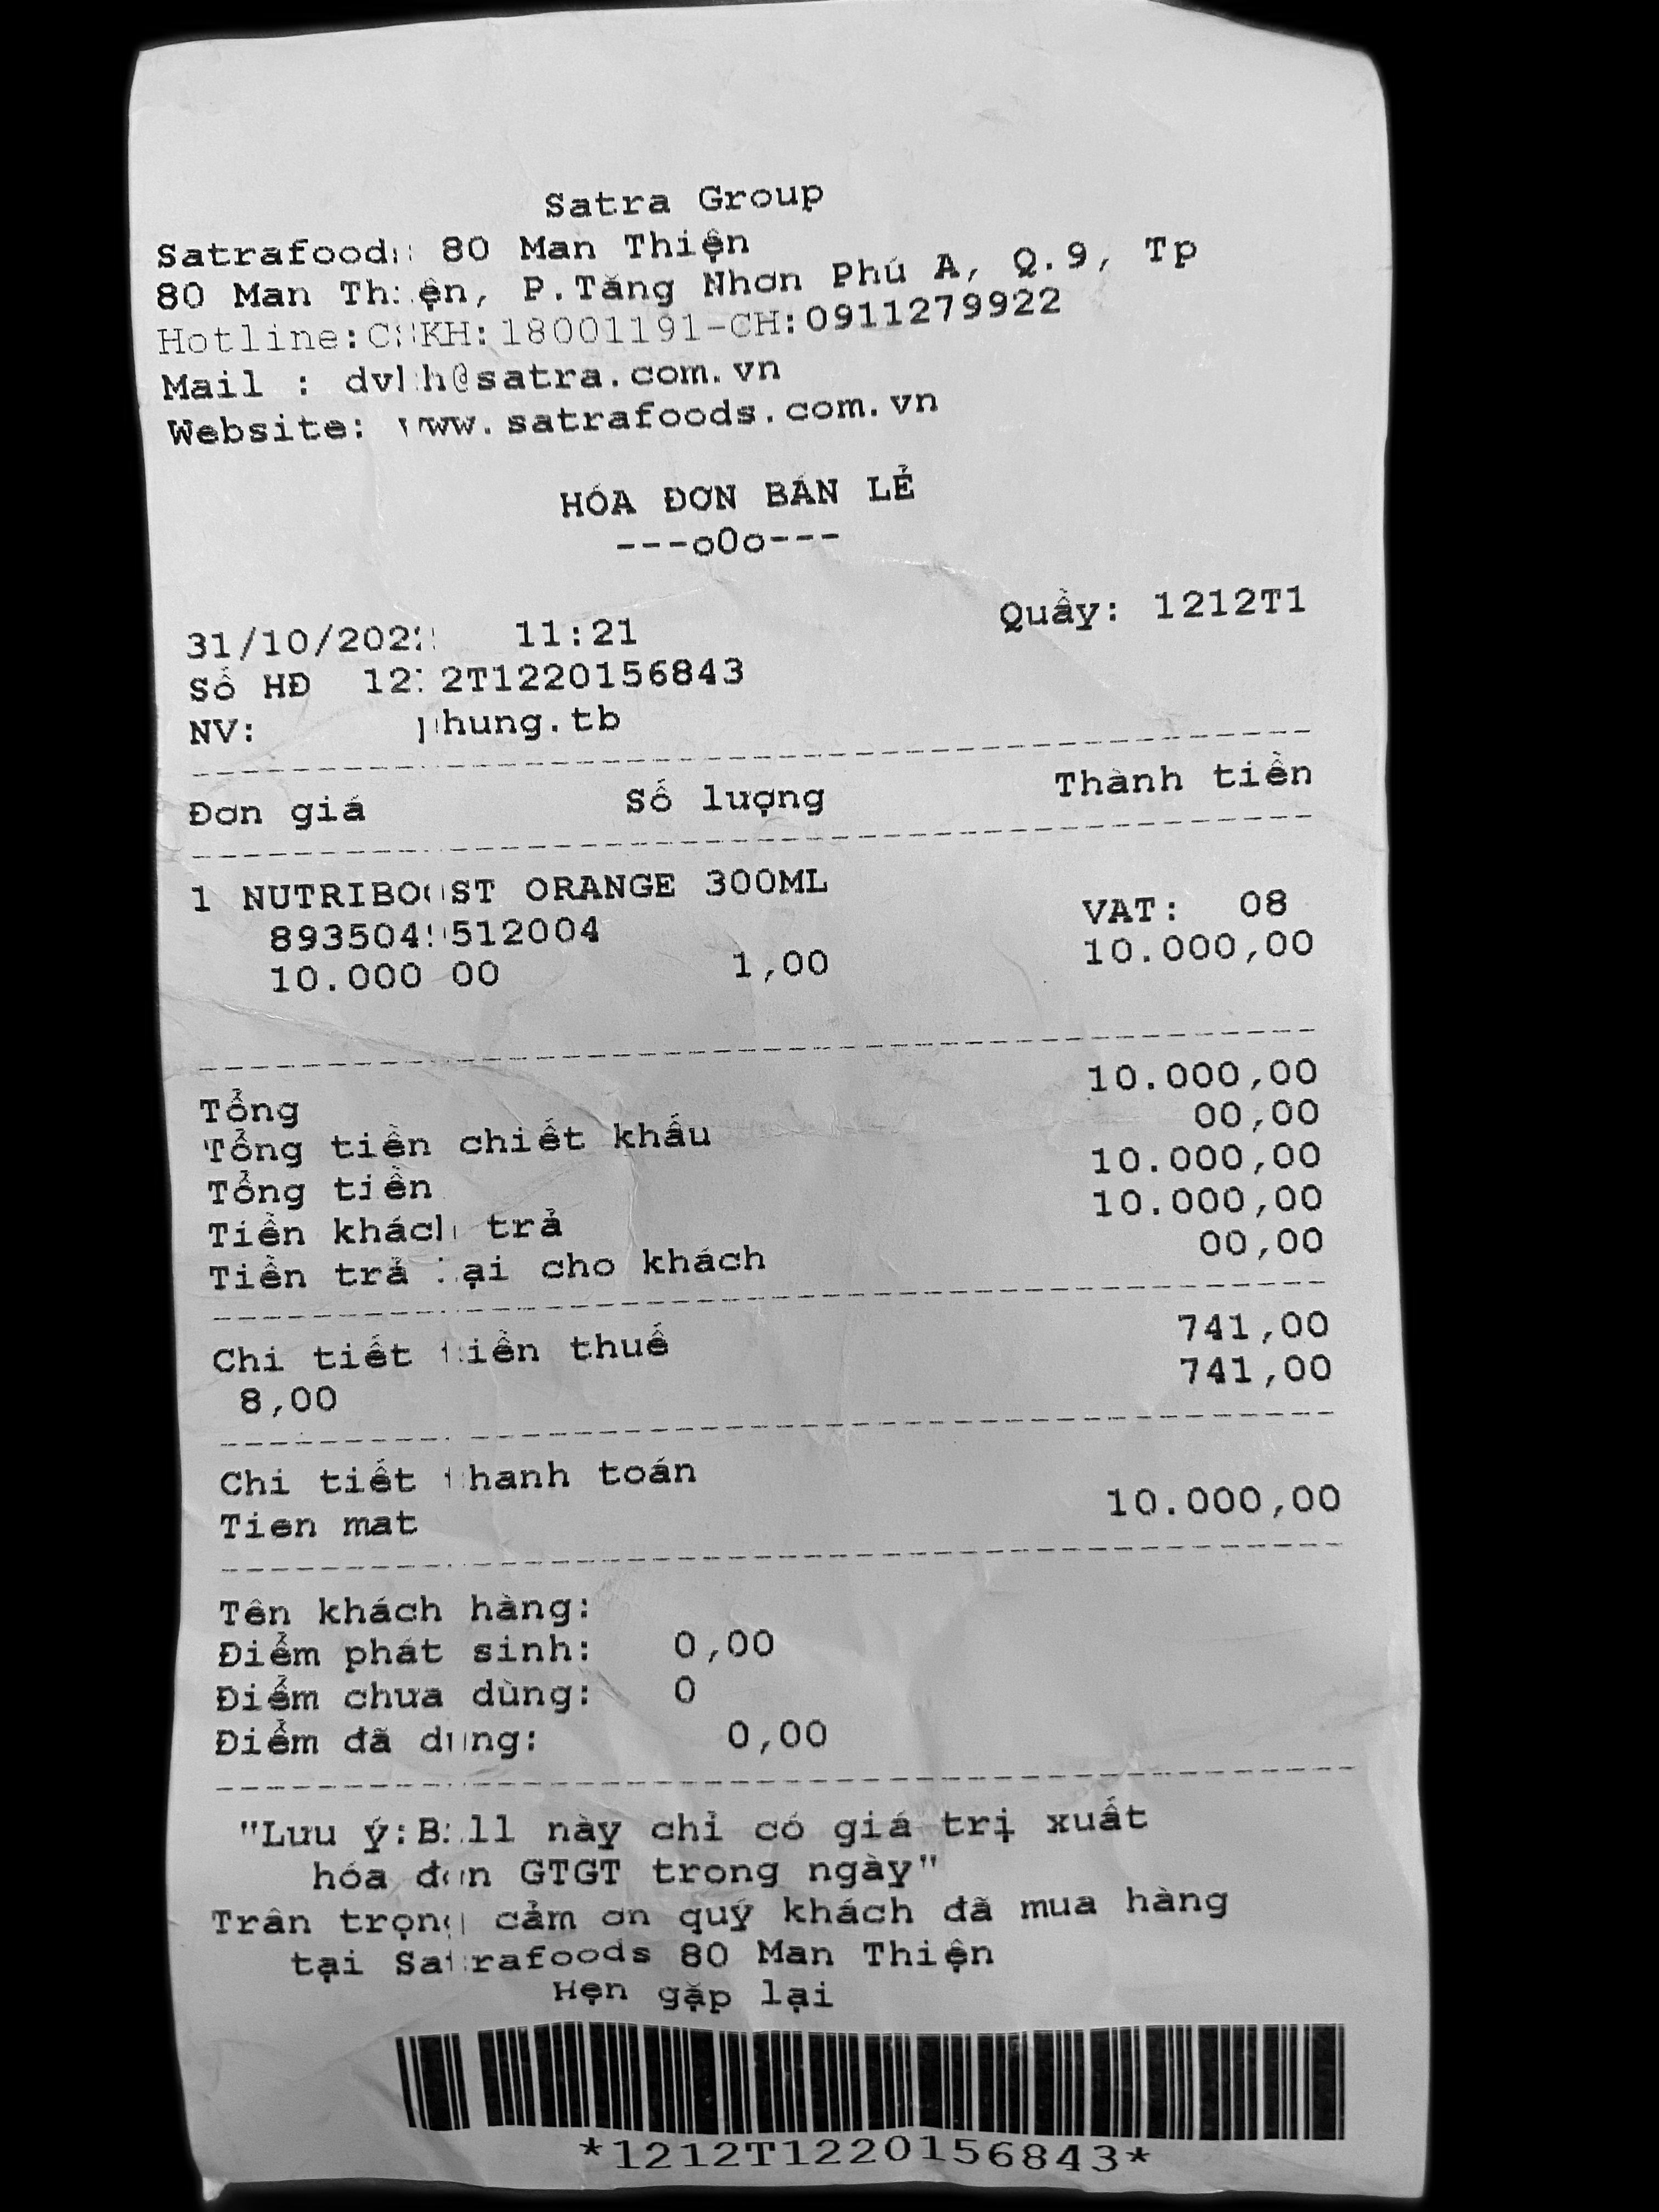 Satra Group
Satrafoods 80 Man Thiện
80 Man Thiện, P.Tăng Nhơn Phú A, Q.9, Tp
Hotline:CSKH:18001191-CH:0911279922
Mail : dvkh@satra.com.vn
Website: www.satrafoods.com.vn
HÓA ĐƠN BÁN LẺ
---oOo---
31/10/2022 11:21 Quầy: 1212T1
Số HĐ 1212T1220156843
NV: phung.tb
Đơn giá Số lượng Thành tiền
1 NUTRIBOOST ORANGE 300ML
8935049512004 VAT: 08
10.000 00 1,00 10.000,00
Tổng 10.000,00
Tổng tiền chiết khấu 00,00
Tổng tiền 10.000,00
Tiền khách trả 10.000,00
Tiền trả lại cho khách 00,00
Chi tiết tiền thuế 741,00
8,00 741,00
Chi tiết thanh toán
Tien mat 10.000,00
Tên khách hàng:
Điểm phát sinh: 0,00
Điểm chưa dùng: 0
Điểm đã dùng: 0,00
"Lưu ý:Bill này chỉ có giá trị xuất
hóa đơn GTGT trong ngày"
Trân trọng cảm ơn quý khách đã mua hàng
tại Satrafoods 80 Man Thiện
Hẹn gặp lại
*1212T1220156843*